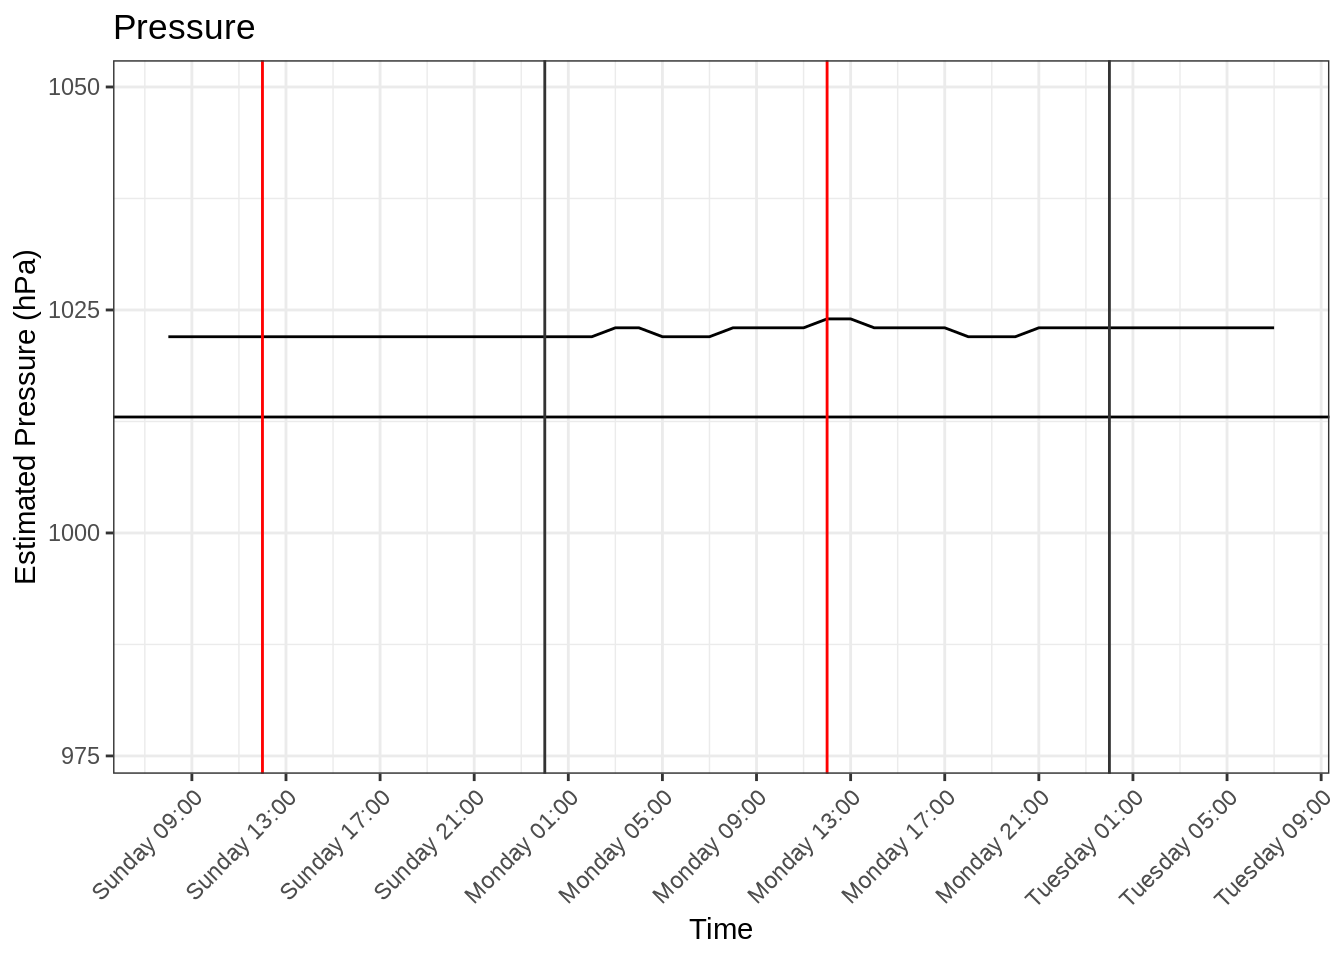 Pressure
Estimated Pressure (hPa)
1050
1025
1000
975
Sunday 09:00
Sunday 13:00
Sunday 17:00
Sunday 21:00
Monday 01:00
Monday 05:00
Monday 09:00
Monday 13:00
Monday 17:00
Monday 21:00
Tuesday 01:00
Tuesday 05:00
Tuesday 09:00
Time